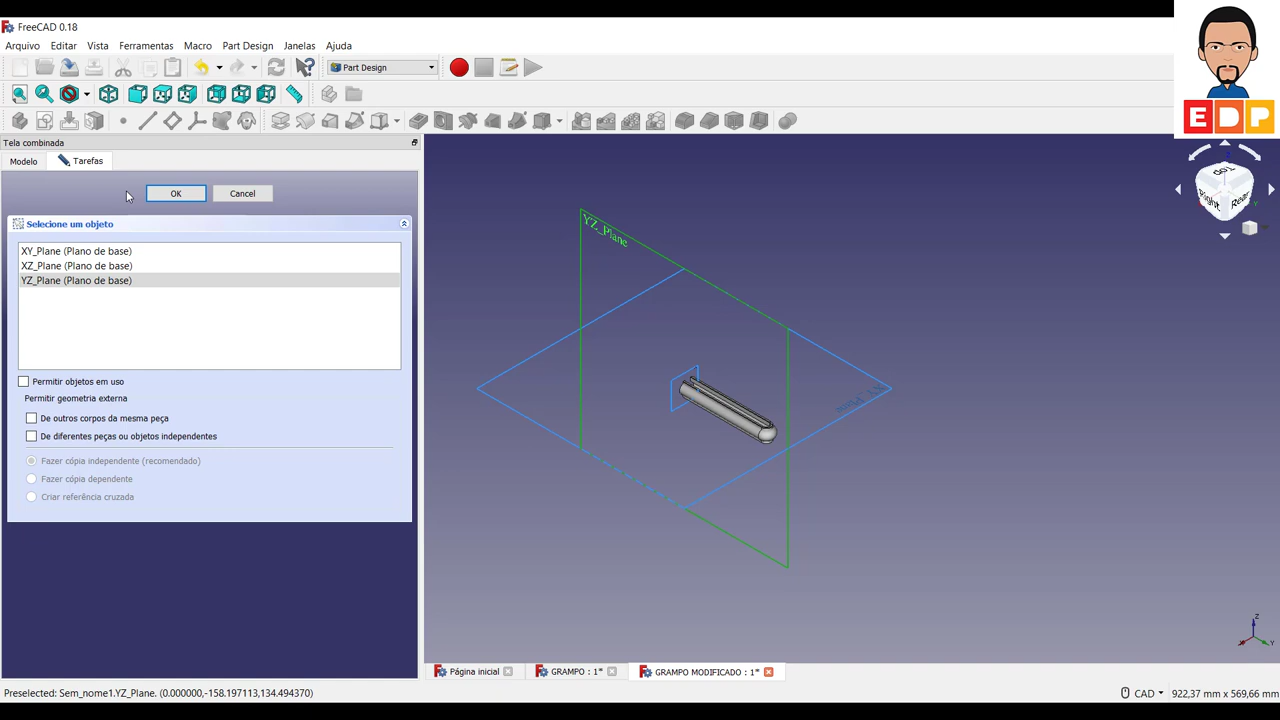 FreeCAD 0.18
Arquivo Editar Vista Ferramentas Macro Part Design Janelas Ajuda
Part Design
E D P
Tela combinada
Modelo Tarefas
OK Cancel
Selecione um objeto
XY_Plane (Plano de base)
XZ_Plane (Plano de base)
YZ_Plane (Plano de base)
Permitir objetos em uso
Permitir geometria externa
De outros corpos da mesma peça
De diferentes peças ou objetos independentes
Fazer cópia independente (recomendado)
Fazer cópia dependente
Criar referência cruzada
YZ_Plane
XY_Plane
Top
Right
Rear
Z
X
Y
Página inicial GRAMPO : 1* GRAMPO MODIFICADO : 1*
Preselected: Sem_nome1.YZ_Plane. (0.000000,-158.197113,134.494370)
CAD 922,37 mm x 569,66 mm